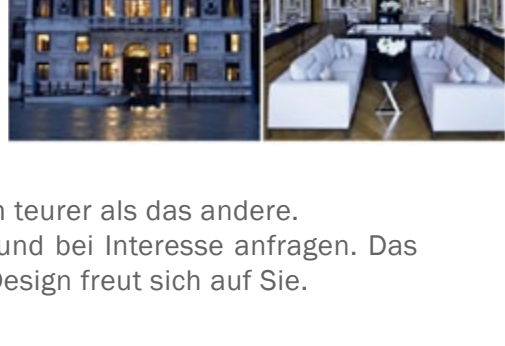 teurer als das andere.
und bei Interesse anfragen. Das
Design freut sich auf Sie.